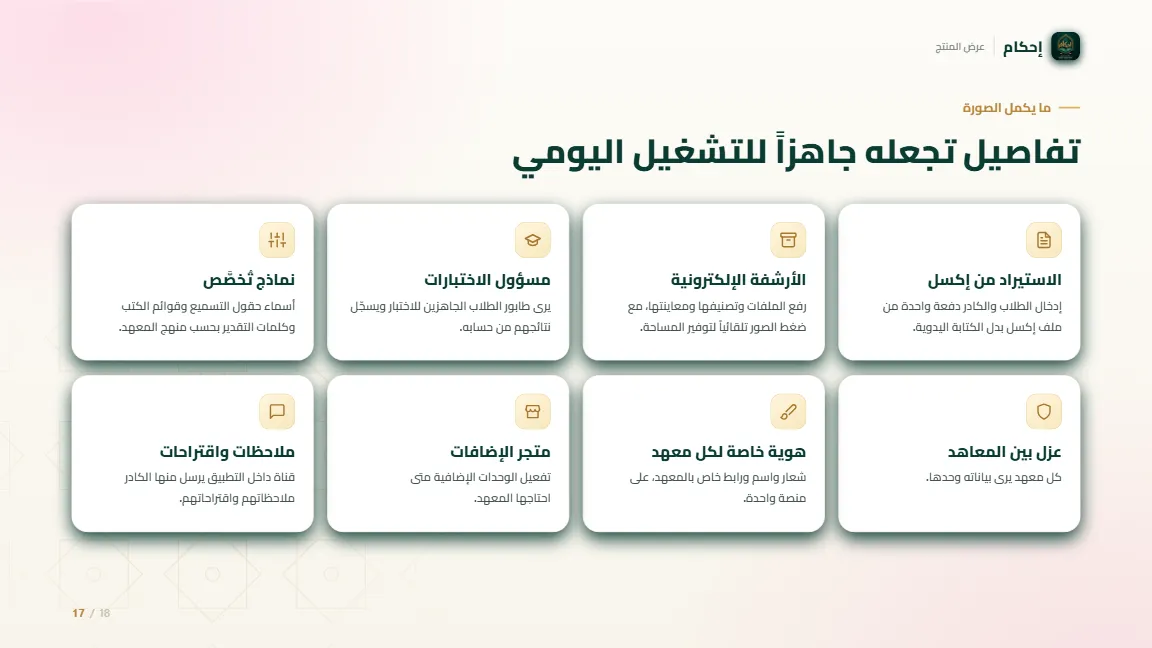 إحكام
عرض المنتج
ما يكمل الصورة
تفاصيل تجعله جاهزاً للتشغيل اليومي
الاستيراد من إكسل
إدخال الطلاب والكادر دفعة واحدة من
ملف إكسل بدل الكتابة اليدوية.
الأرشفة الإلكترونية
رفع الملفات وتصنيفها ومعاينتها، مع
ضغط الصور تلقائياً لتوفير المساحة.
مسؤول الاختبارات
يرى طابور الطلاب الجاهزين للاختبار ويسجّل
نتائجهم من حسابه.
نماذج تُخصَّص
أسماء حقول التسميع وقوائم الكتب
وكلمات التقدير بحسب منهج المعهد.
عزل بين المعاهد
كل معهد يرى بياناته وحدها.
هوية خاصة لكل معهد
شعار واسم ورابط خاص بالمعهد، على
منصة واحدة.
متجر الإضافات
تفعيل الوحدات الإضافية متى
احتاجها المعهد.
ملاحظات واقتراحات
قناة داخل التطبيق يرسل منها الكادر
ملاحظاتهم واقتراحاتهم.
17 / 18